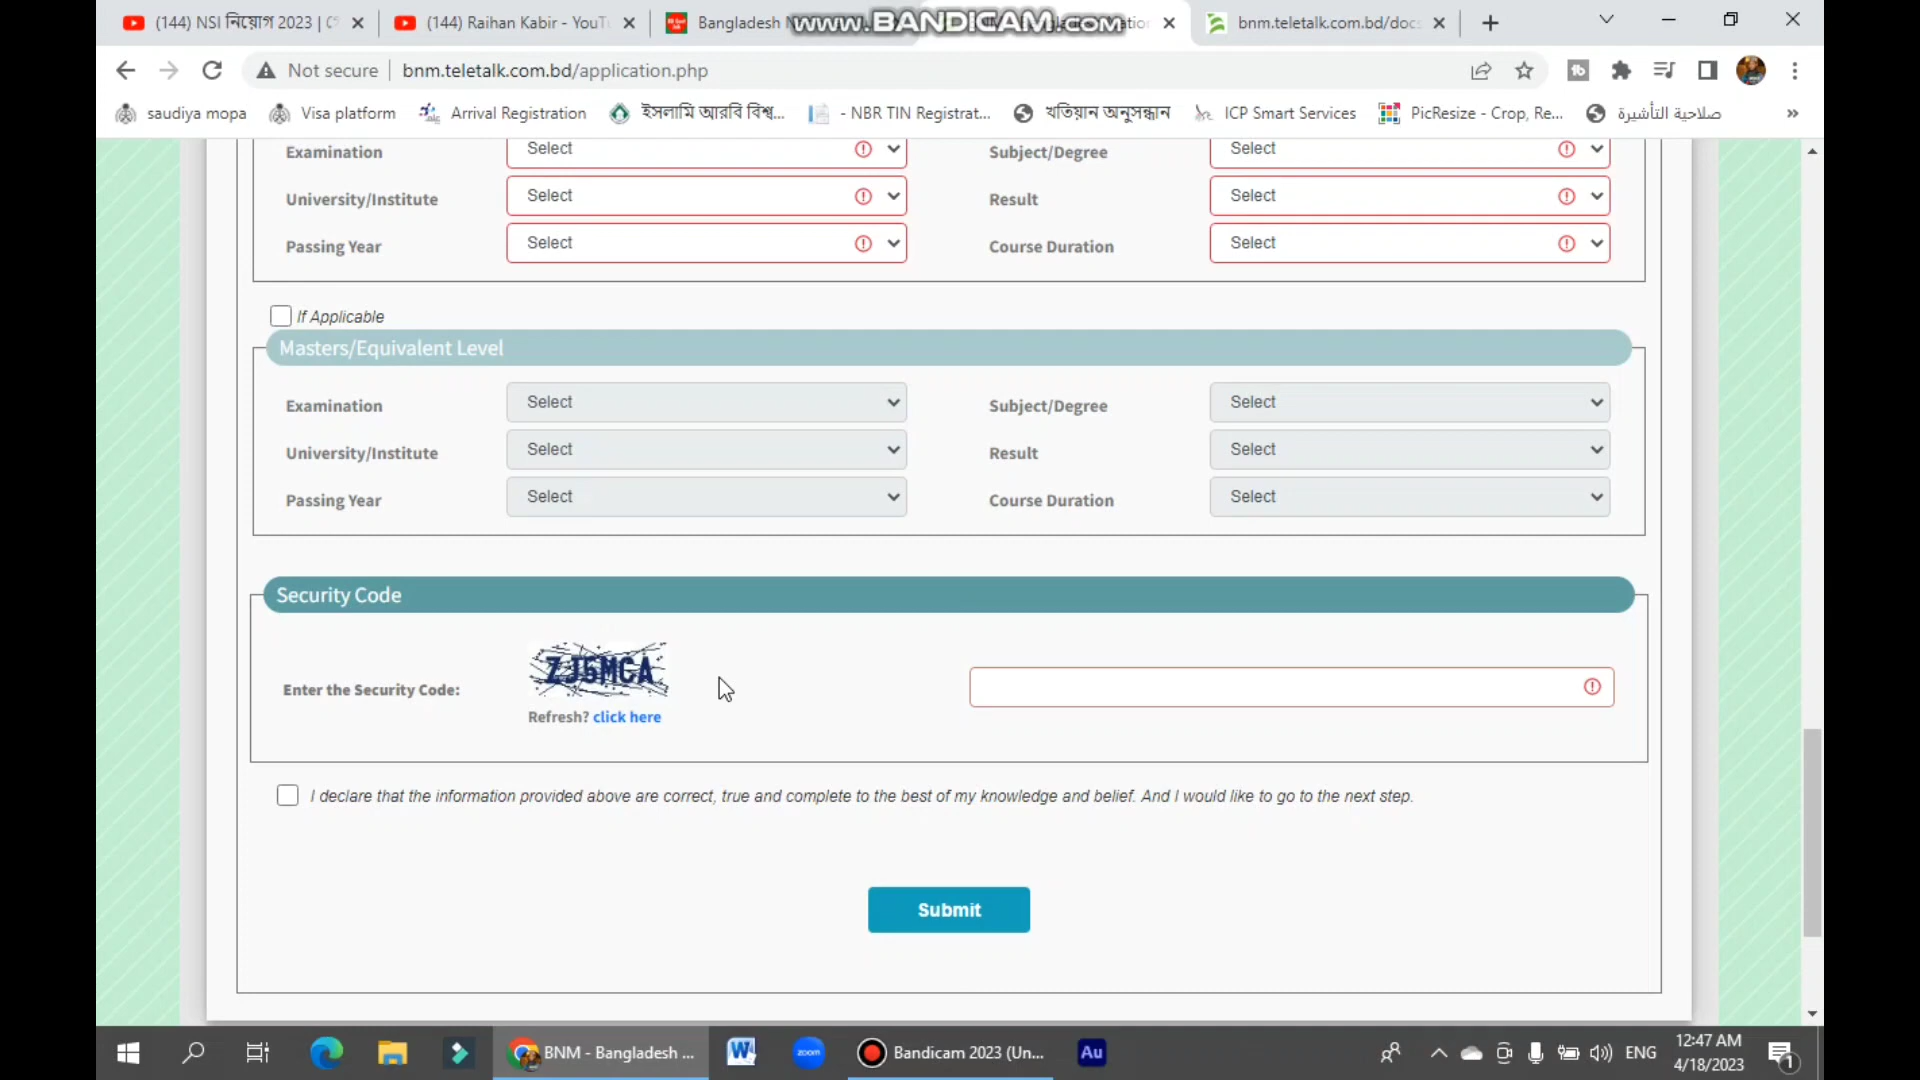 (144) NSI নিয়োগ 2023 | (144) Raihan Kabir - YouT Bangladesh bnm.teletalk.com.bd/doc
www.BANDICAM.com
Not secure bnm.teletalk.com.bd/application.php
saudiya mopa Visa platform Arrival Registration ইসলামি আরবি বিশ্ব... - NBR TIN Registrat... খতিয়ান অনুসন্ধান ICP Smart Services PicResize - Crop, Re... صلاحية التأشيرة »
Examination Select Subject/Degree Select
University/Institute Select Result Select
Passing Year Select Course Duration Select
If Applicable
Masters/Equivalent Level
Examination Select Subject/Degree Select
University/Institute Select Result Select
Passing Year Select Course Duration Select
Security Code
ZJ5MCA
Enter the Security Code:
Refresh? click here
I declare that the information provided above are correct, true and complete to the best of my knowledge and belief. And I would like to go to the next step.
Submit
BNM - Bangladesh ... zoom Bandicam 2023 (Un... Au ENG 12:47 AM
4/18/2023 1